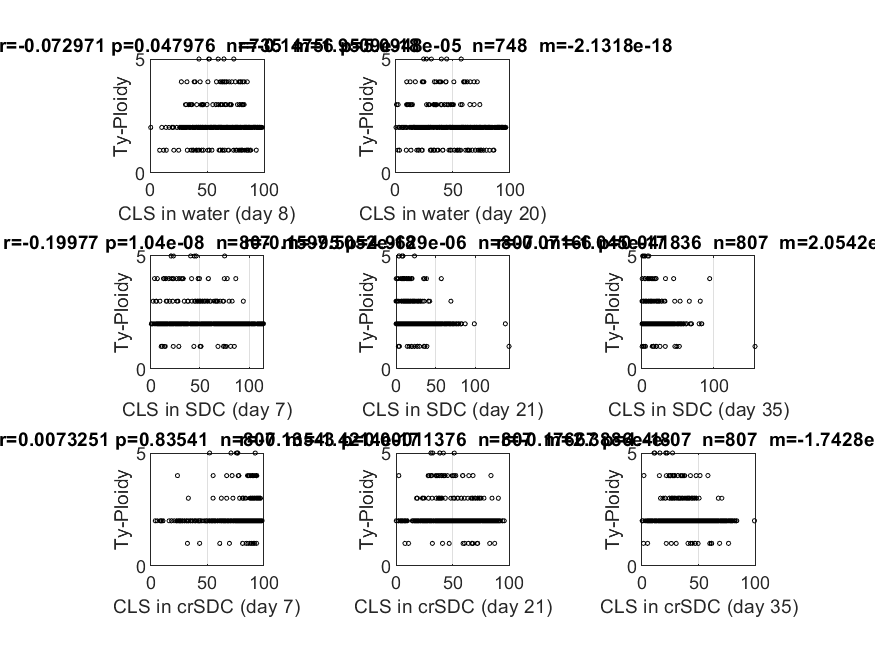 r=-0.072971 p=0.047976 n=735 n=748 m=-2.1318e-18
5
Ty-Ploidy
0
0 50 100
CLS in water (day 8)
5
Ty-Ploidy
0
0 50 100
CLS in water (day 20)
r=-0.19977 p=1.04e-08 n=807 n=807 m=2.0542e
5
Ty-Ploidy
0
0 50 100
CLS in SDC (day 7)
5
Ty-Ploidy
0
0 50 100
CLS in SDC (day 21)
5
Ty-Ploidy
0
0 100
CLS in SDC (day 35)
r=0.0073251 p=0.83541 n=807 n=807 m=-1.7428e
5
Ty-Ploidy
0
0 50 100
CLS in crSDC (day 7)
5
Ty-Ploidy
0
0 50 100
CLS in crSDC (day 21)
5
Ty-Ploidy
0
0 50 100
CLS in crSDC (day 35)